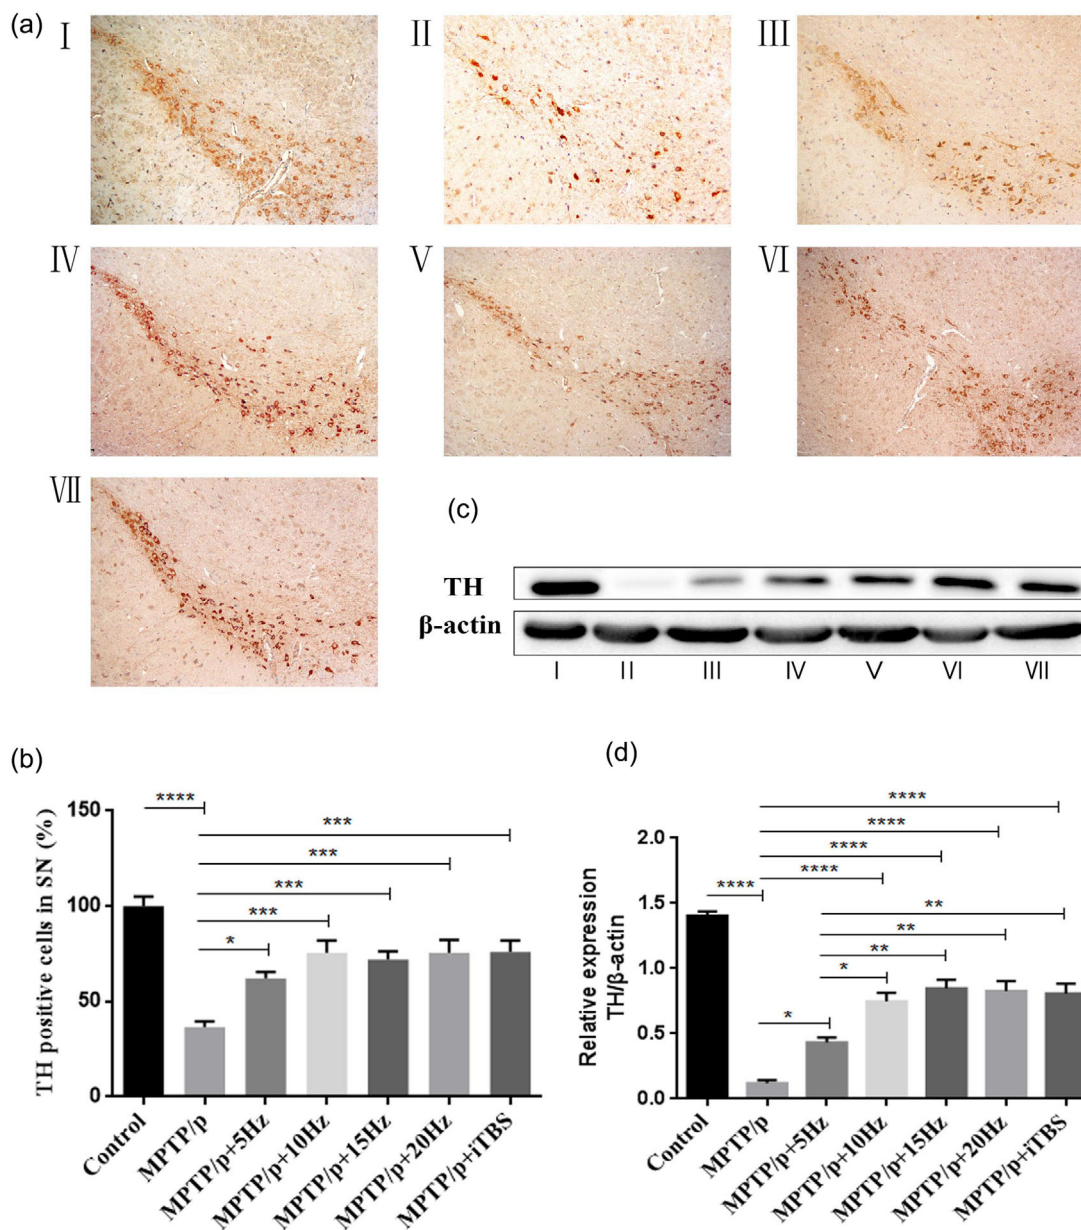 (a)
I
II
III
IV
V
VI
VII
(c)
TH
β-actin
I II III IV V VI VII
(b)
TH positive cells in SN (%)
150
100
50
0
****
***
***
***
***
*
Control
MPTP/p
MPTP/p+5Hz
MPTP/p+10Hz
MPTP/p+15Hz
MPTP/p+20Hz
MPTP/p+iTBS
(d)
Relative expression
TH/β-actin
2.0
1.5
1.0
0.5
0.0
****
****
****
****
****
**
**
**
*
*
Control
MPTP/p
MPTP/p+5Hz
MPTP/p+10Hz
MPTP/p+15Hz
MPTP/p+20Hz
MPTP/p+iTBS